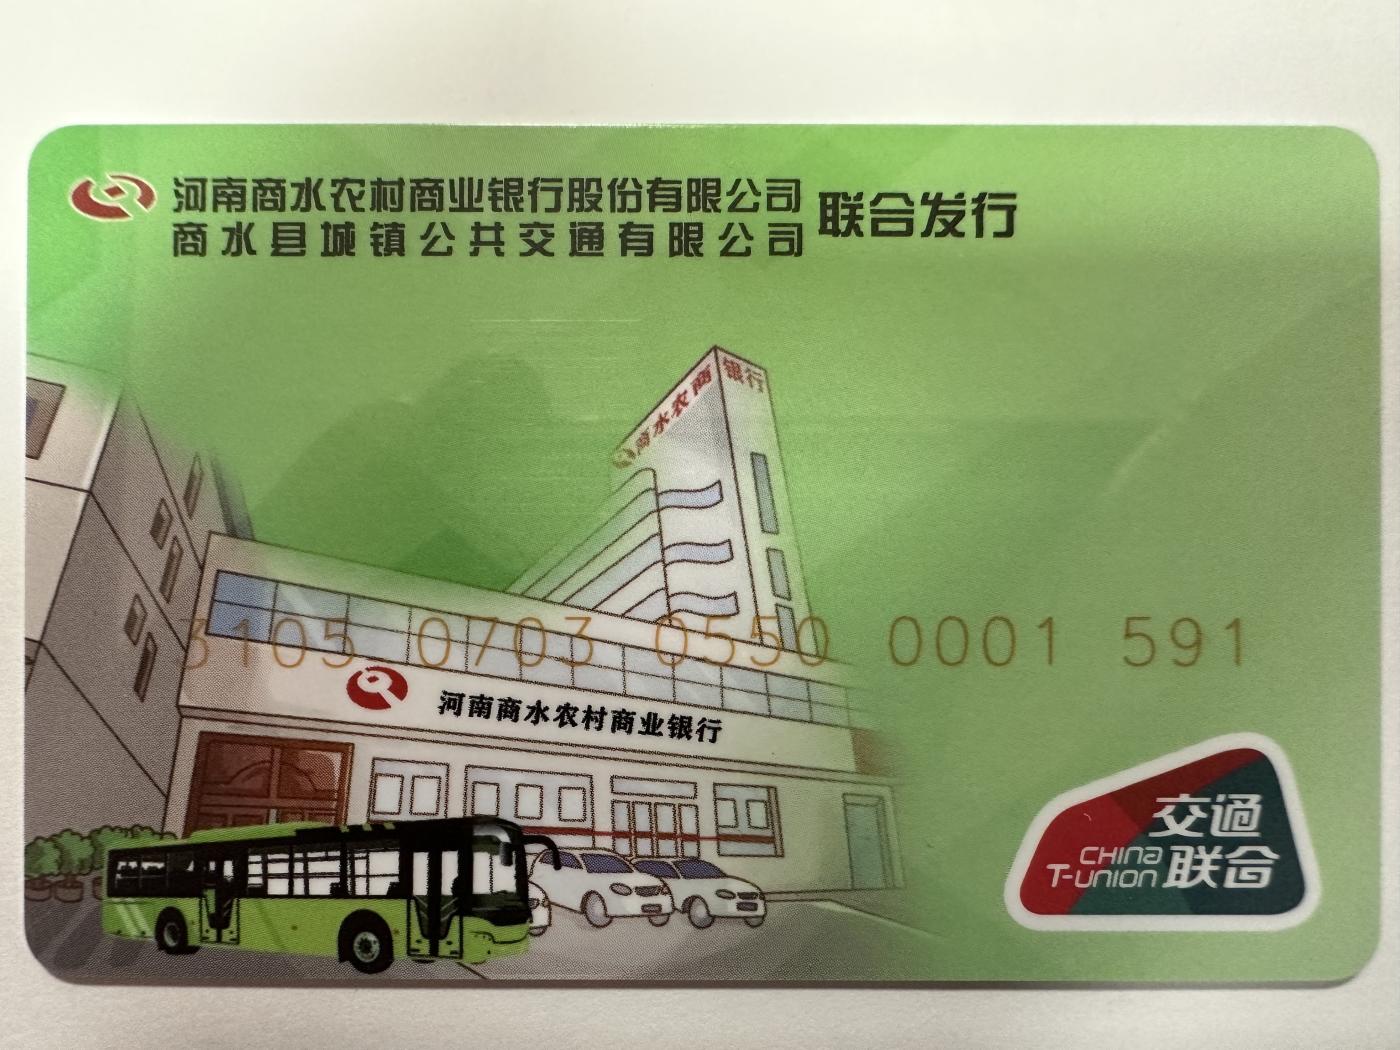 河南商水农村商业银行股份有限公司
商水县城镇公共交通有限公司
联合发行
商水农商银行
3105 0703 0550 0001 591
河南商水农村商业银行
交通
CHINA
T-UNION
联合